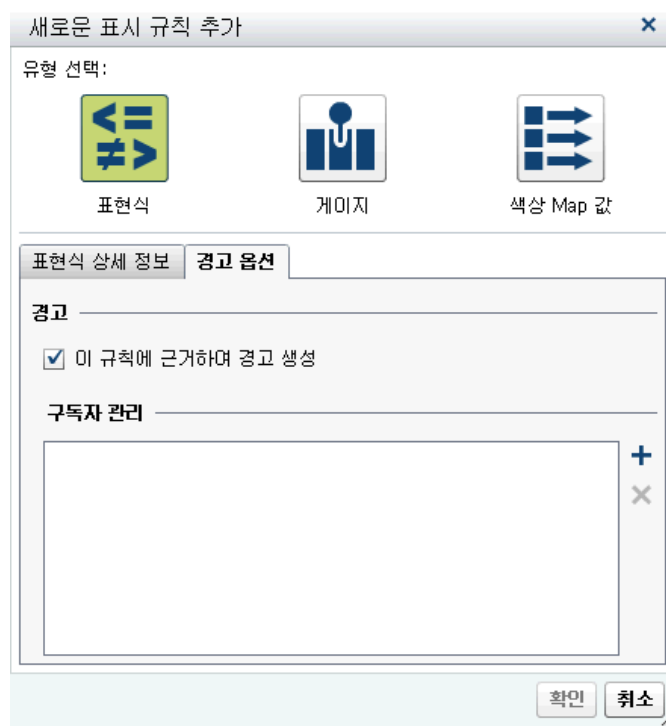 새로운 표시 규칙 추가
유형 선택:
표현식
게이지
색상 Map 값
표현식 상세 정보
경고 옵션
경고
이 규칙에 근거하여 경고 생성
구독자 관리
확인
취소